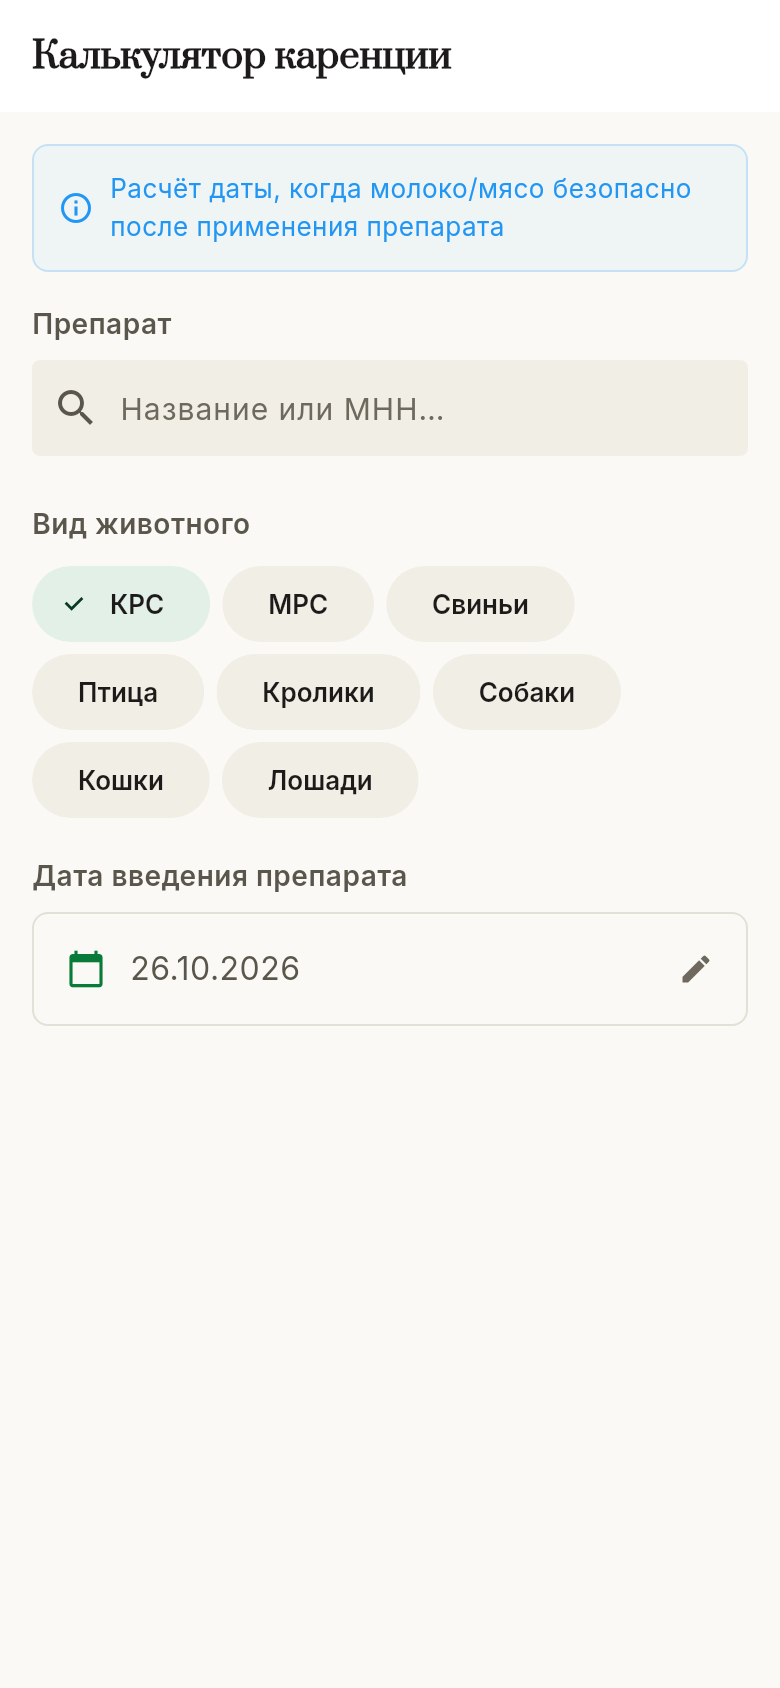 Калькулятор каренции
Расчёт даты, когда молоко/мясо безопасно
после применения препарата
Препарат
Название или МНН...
Вид животного
КРС МРС Свиньи
Птица Кролики Собаки
Кошки Лошади
Дата введения препарата
26.10.2026